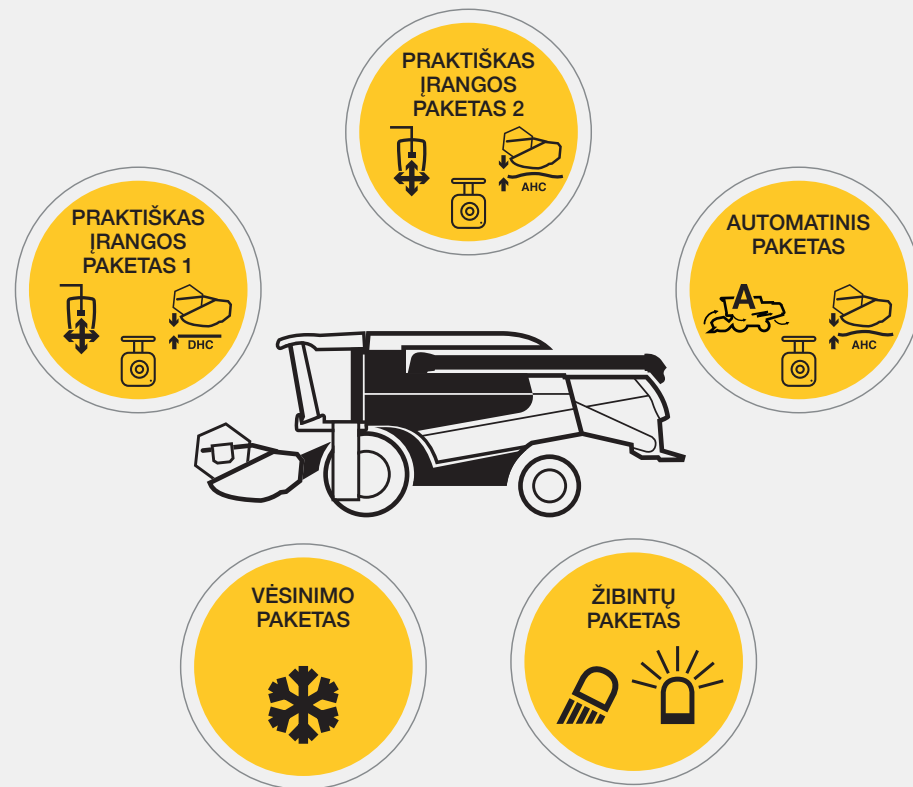 PRAKTIŠKAS
ĮRANGOS
PAKETAS 2
AHC
PRAKTIŠKAS
ĮRANGOS
PAKETAS 1
DHC
AUTOMATINIS
PAKETAS
A
AHC
VĖSINIMO
PAKETAS
ŽIBINTŲ
PAKETAS